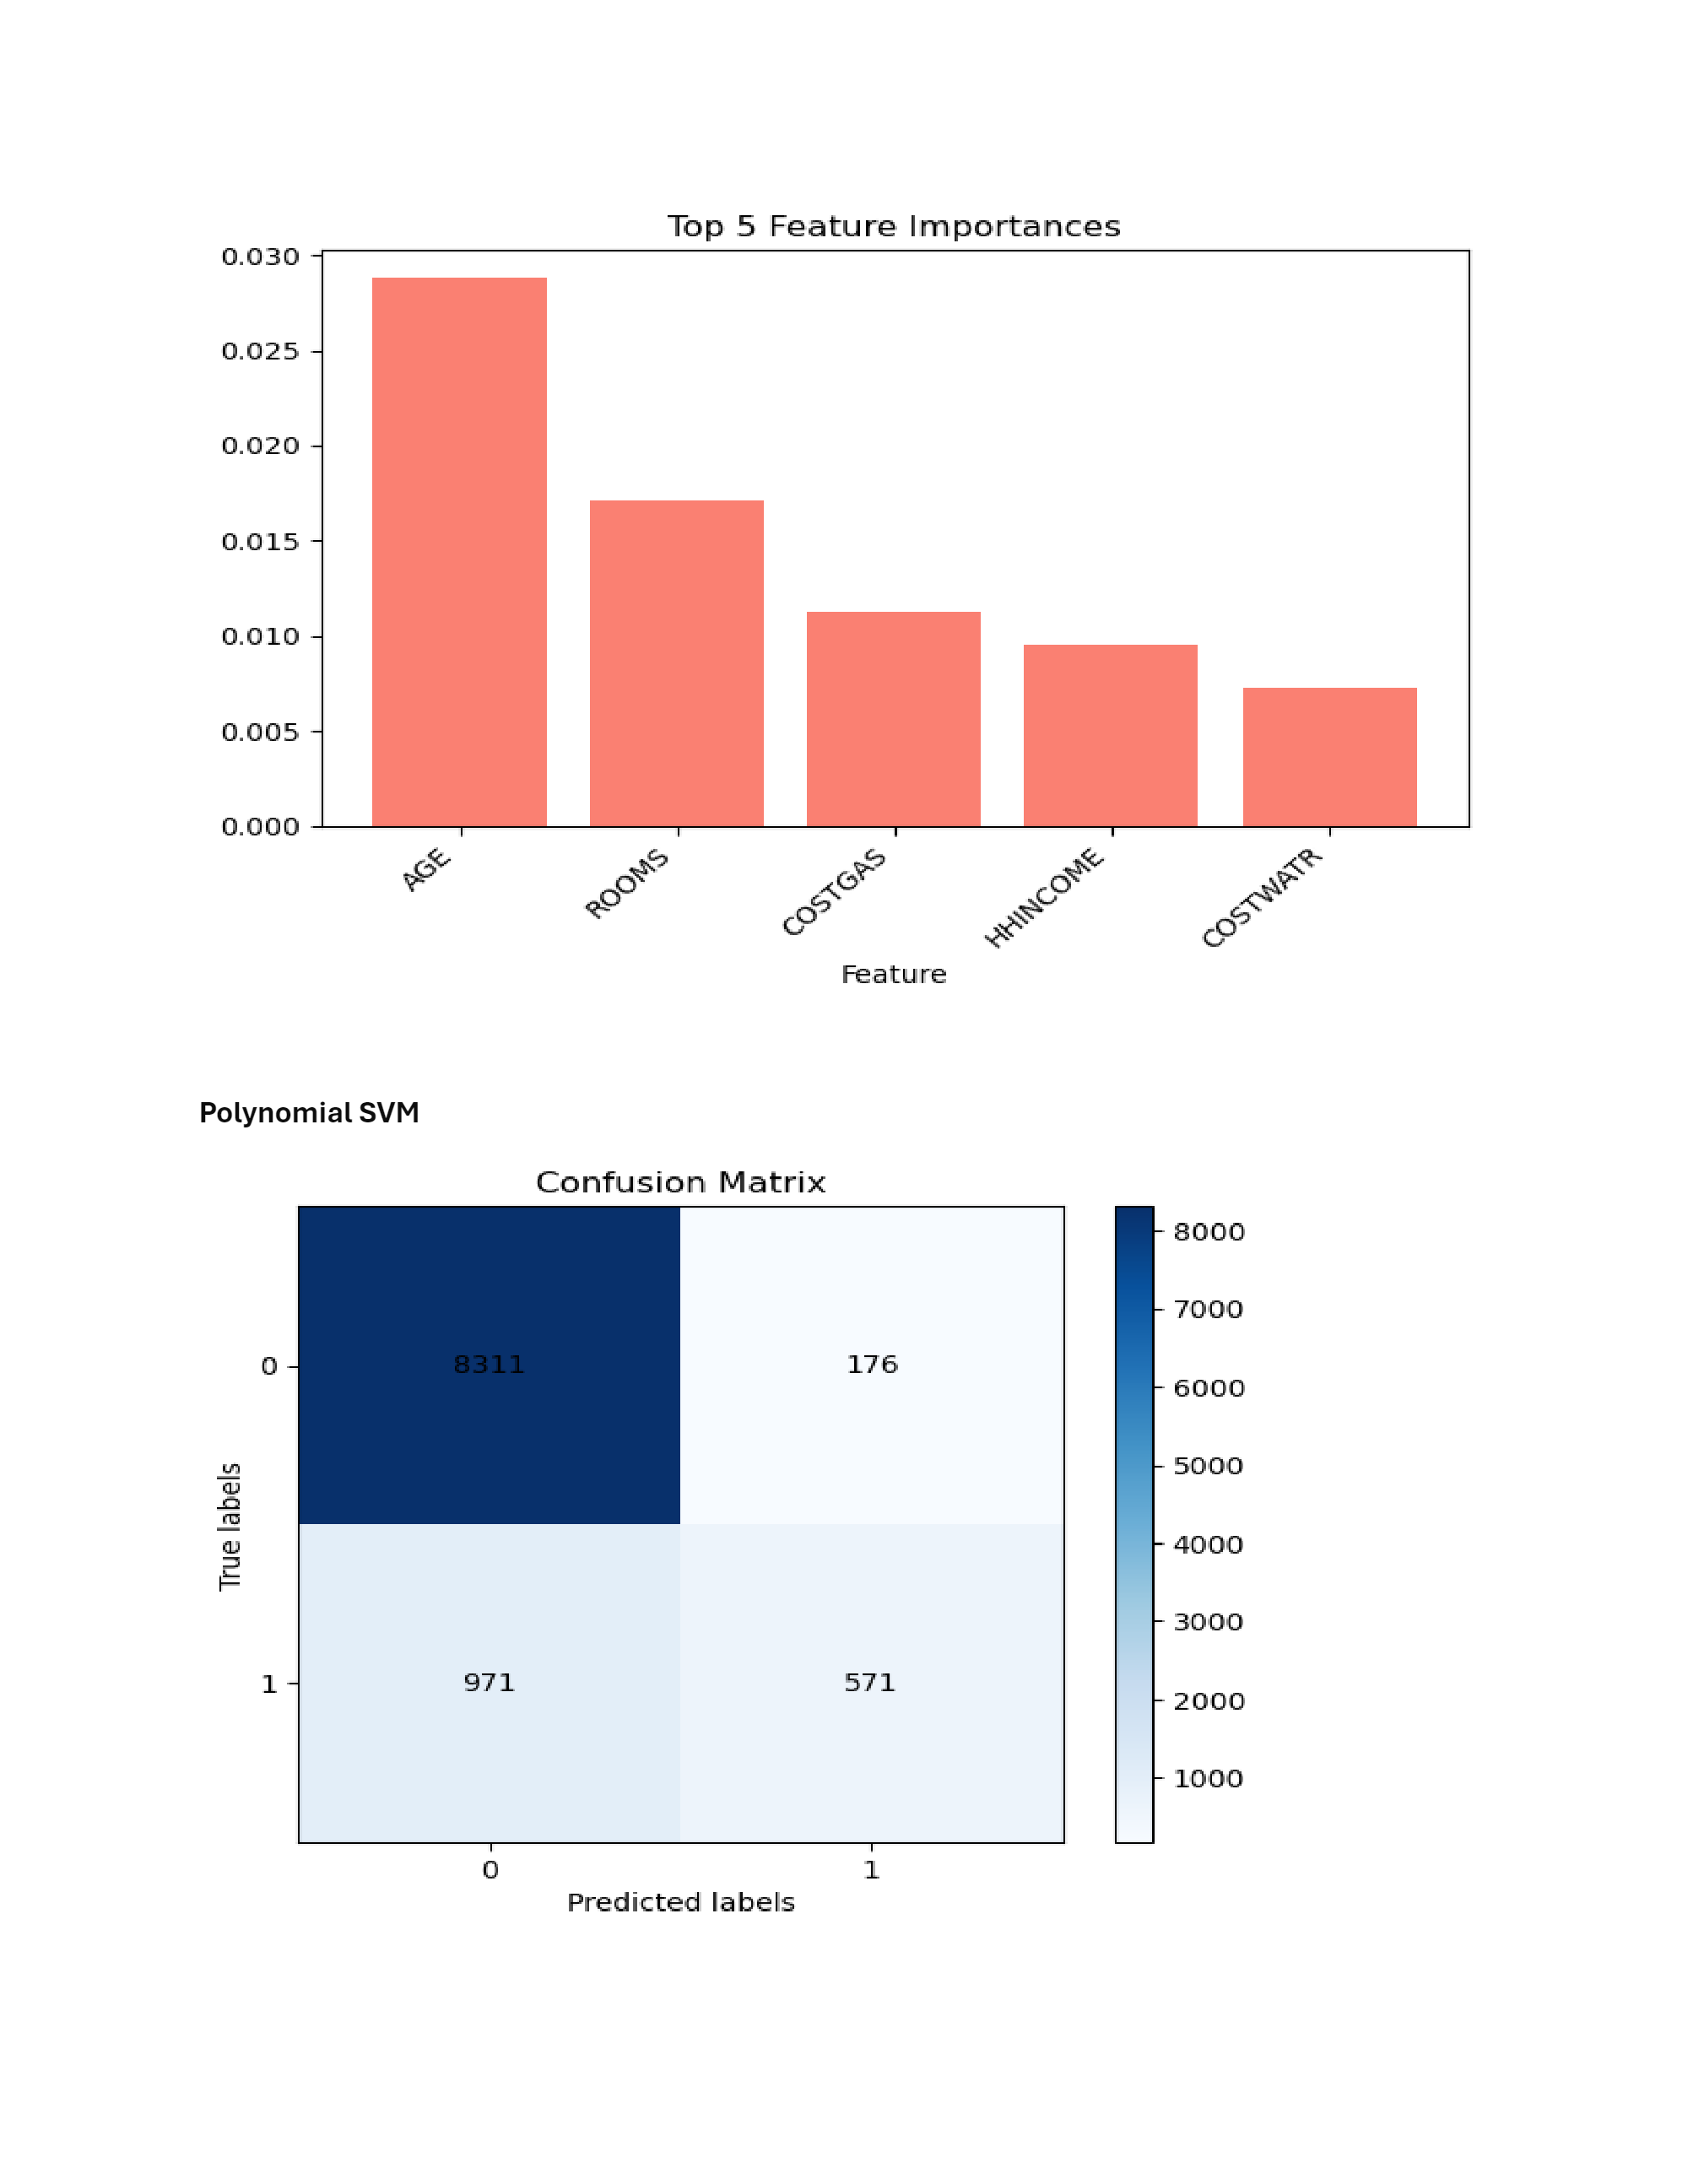 Top 5 Feature Importances
0.030
0.025
0.020
0.015
0.010
0.005
0.000
AGE
ROOMS
COSTGAS
HHINCOME
COSTWATR
Feature
Polynomial SVM
Confusion Matrix
8000
7000
6000
5000
4000
3000
2000
1000
True labels
0
8311
176
1
971
571
0
1
Predicted labels